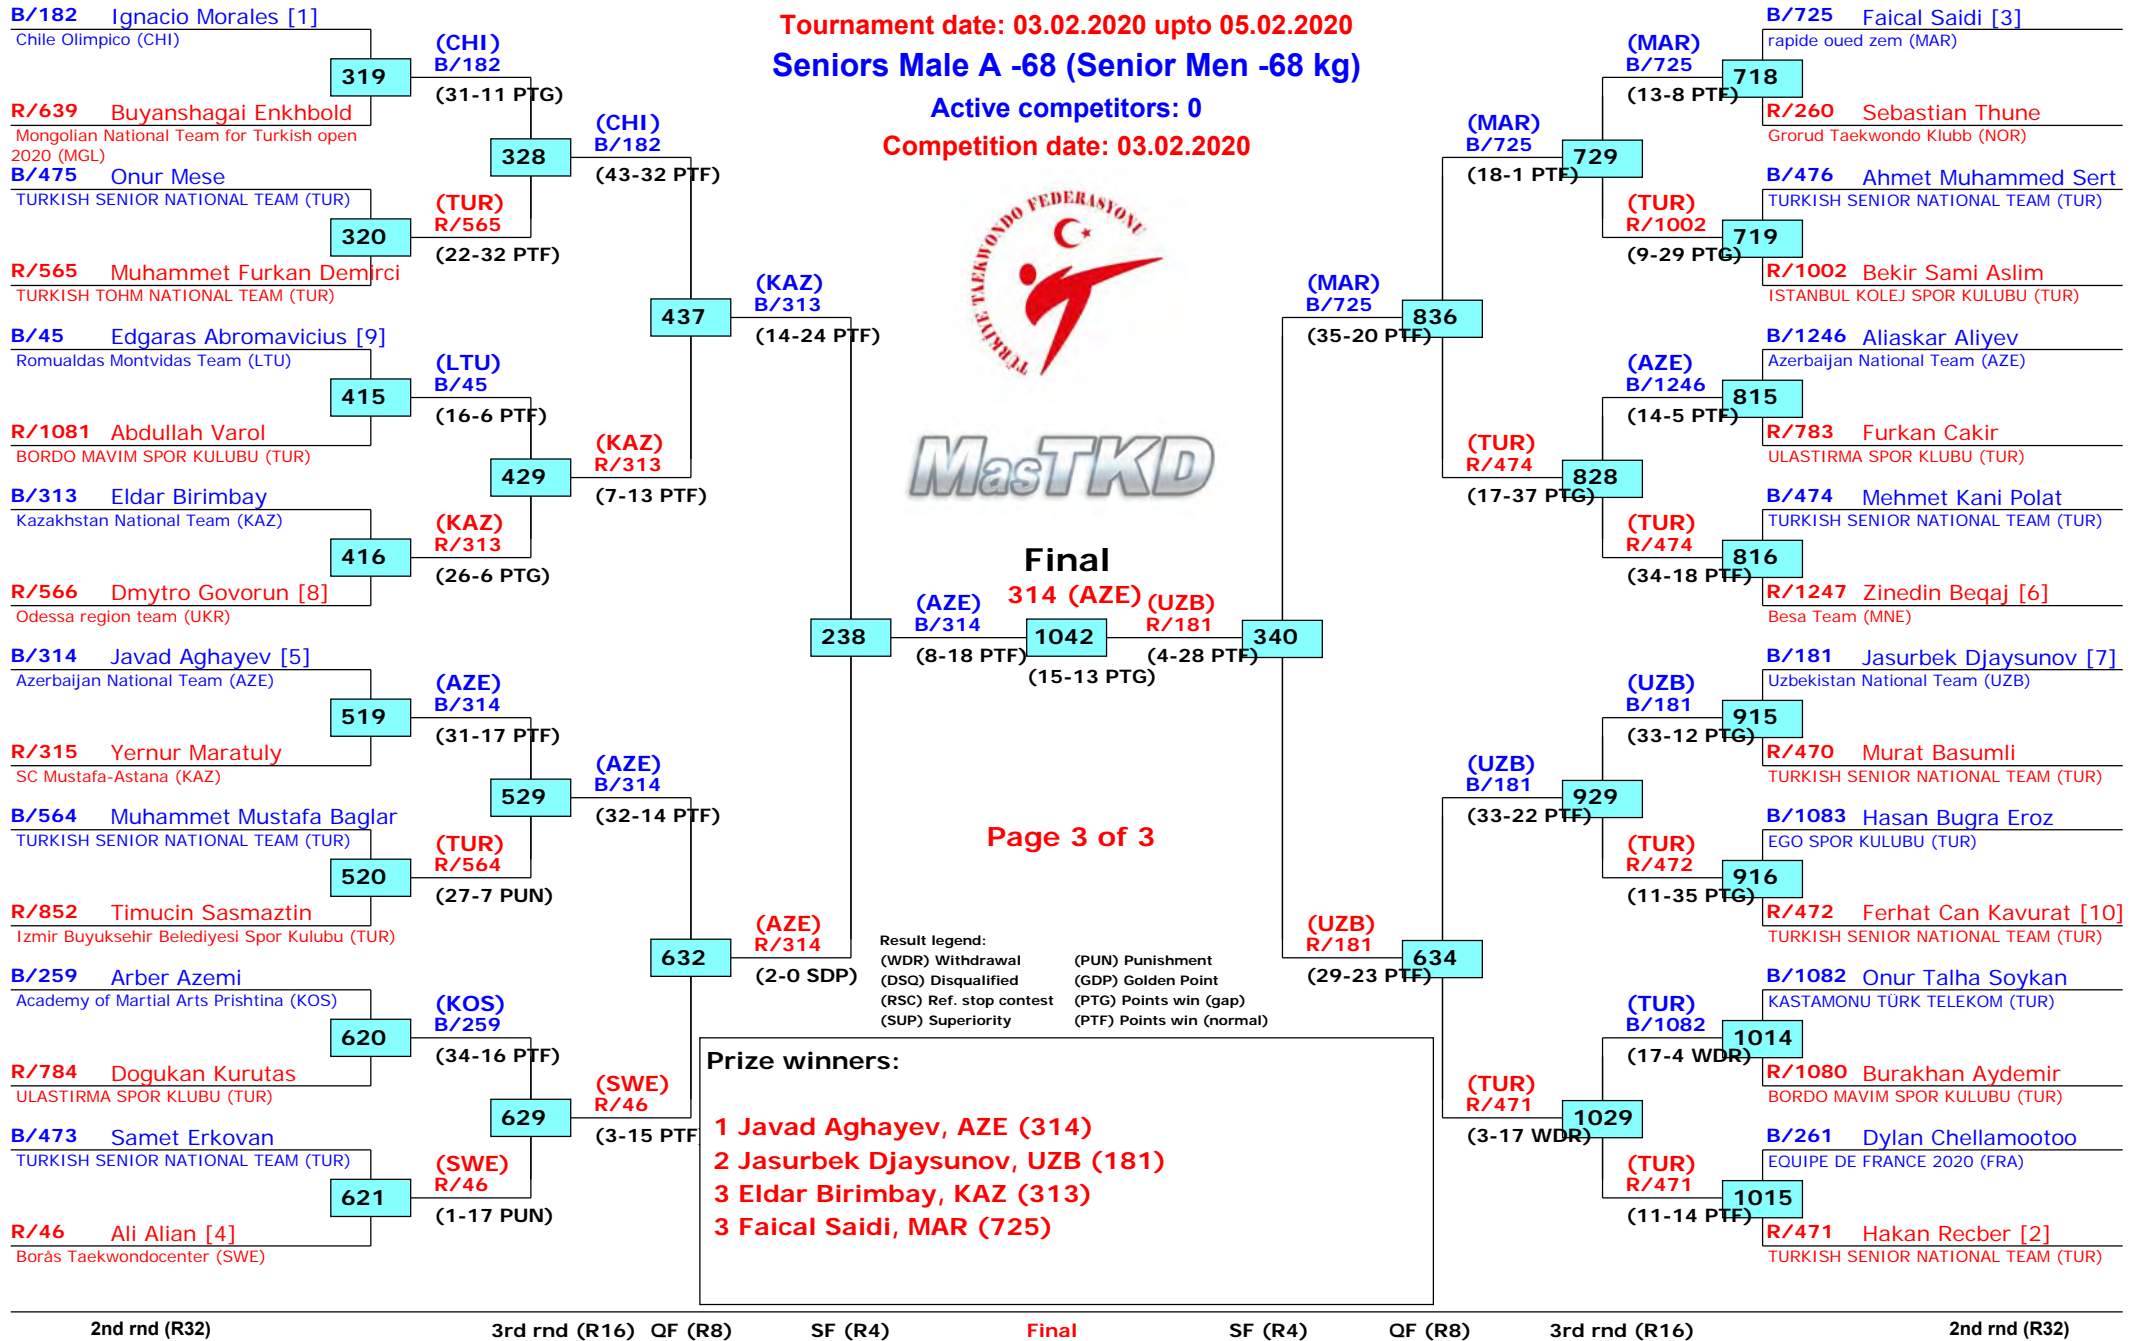 Tournament date: 03.02.2020 upto 05.02.2020
Seniors Male A -68 (Senior Men -68 kg)
Active competitors: 0
Competition date: 03.02.2020
TÜRKİYE TAEKWONDO FEDERASYONU
MasTKD
B/182 Ignacio Morales [1]
Chile Olimpico (CHI)
319
R/639 Buyanshagai Enkhbold
Mongolian National Team for Turkish open
2020 (MGL)
B/475 Onur Mese
TURKISH SENIOR NATIONAL TEAM (TUR)
320
R/565 Muhammet Furkan Demirci
TURKISH TOHM NATIONAL TEAM (TUR)
B/45 Edgaras Abromavicius [9]
Romualdas Montvidas Team (LTU)
415
R/1081 Abdullah Varol
BORDO MAVIM SPOR KULUBU (TUR)
B/313 Eldar Birimbay
Kazakhstan National Team (KAZ)
416
R/566 Dmytro Govorun [8]
Odessa region team (UKR)
B/314 Javad Aghayev [5]
Azerbaijan National Team (AZE)
519
R/315 Yernur Maratuly
SC Mustafa-Astana (KAZ)
B/564 Muhammet Mustafa Baglar
TURKISH SENIOR NATIONAL TEAM (TUR)
520
R/852 Timucin Sasmaztin
Izmir Buyuksehir Belediyesi Spor Kulubu (TUR)
B/259 Arber Azemi
Academy of Martial Arts Prishtina (KOS)
620
R/784 Dogukan Kurutas
ULASTIRMA SPOR KLUBU (TUR)
B/473 Samet Erkovan
TURKISH SENIOR NATIONAL TEAM (TUR)
621
R/46 Ali Alian [4]
Borås Taekwondocenter (SWE)
(CHI)
B/182
(31-11 PTG)
328
(TUR)
R/565
(22-32 PTF)
(LTU)
B/45
(16-6 PTF)
429
(KAZ)
R/313
(26-6 PTG)
(AZE)
B/314
(31-17 PTF)
529
(TUR)
R/564
(27-7 PUN)
(KOS)
B/259
(34-16 PTF)
629
(SWE)
R/46
(1-17 PUN)
(CHI)
B/182
(43-32 PTF)
437
(KAZ)
R/313
(7-13 PTF)
(AZE)
B/314
(32-14 PTF)
632
(SWE)
R/46
(3-15 PTF
(KAZ)
B/313
(14-24 PTF)
238
(AZE)
R/314
(2-0 SDP)
(AZE)
B/314
(8-18 PTF)
Final
314 (AZE)
1042
(15-13 PTG)
(UZB)
R/181
(4-28 PTF)
340
(MAR)
B/725
(35-20 PTF)
836
(UZB)
R/181
(29-23 PTF)
634
(MAR)
B/725
(18-1 PTF)
729
(TUR)
R/474
(17-37 PTG)
828
(UZB)
B/181
(33-22 PTF)
929
(TUR)
R/471
(3-17 WDR)
1029
(MAR)
B/725
(13-8 PTF)
718
(TUR)
R/1002
(9-29 PTG)
719
(AZE)
B/1246
(14-5 PTF)
815
(TUR)
R/474
(34-18 PTF)
816
(UZB)
B/181
(33-12 PTG)
915
(TUR)
R/472
(11-35 PTG)
916
(TUR)
B/1082
(17-4 WDR)
1014
(TUR)
R/471
(11-14 PTF)
1015
B/725 Faical Saidi [3]
rapide oued zem (MAR)
R/260 Sebastian Thune
Grorud Taekwondo Klubb (NOR)
B/476 Ahmet Muhammed Sert
TURKISH SENIOR NATIONAL TEAM (TUR)
R/1002 Bekir Sami Aslim
ISTANBUL KOLEJ SPOR KULUBU (TUR)
B/1246 Aliaskar Aliyev
Azerbaijan National Team (AZE)
R/783 Furkan Cakir
ULASTIRMA SPOR KLUBU (TUR)
B/474 Mehmet Kani Polat
TURKISH SENIOR NATIONAL TEAM (TUR)
R/1247 Zinedin Beqaj [6]
Besa Team (MNE)
B/181 Jasurbek Djaysunov [7]
Uzbekistan National Team (UZB)
R/470 Murat Basumli
TURKISH SENIOR NATIONAL TEAM (TUR)
B/1083 Hasan Bugra Eroz
EGO SPOR KULUBU (TUR)
R/472 Ferhat Can Kavurat [10]
TURKISH SENIOR NATIONAL TEAM (TUR)
B/1082 Onur Talha Soykan
KASTAMONU TÜRK TELEKOM (TUR)
R/1080 Burakhan Aydemir
BORDO MAVIM SPOR KULUBU (TUR)
B/261 Dylan Chellamootoo
EQUIPE DE FRANCE 2020 (FRA)
R/471 Hakan Recber [2]
TURKISH SENIOR NATIONAL TEAM (TUR)
Page 3 of 3
Result legend:
(WDR) Withdrawal (PUN) Punishment
(DSQ) Disqualified (GDP) Golden Point
(RSC) Ref. stop contest (PTG) Points win (gap)
(SUP) Superiority (PTF) Points win (normal)
Prize winners:
1 Javad Aghayev, AZE (314)
2 Jasurbek Djaysunov, UZB (181)
3 Eldar Birimbay, KAZ (313)
3 Faical Saidi, MAR (725)
2nd rnd (R32) 3rd rnd (R16) QF (R8) SF (R4) Final SF (R4) QF (R8) 3rd rnd (R16) 2nd rnd (R32)